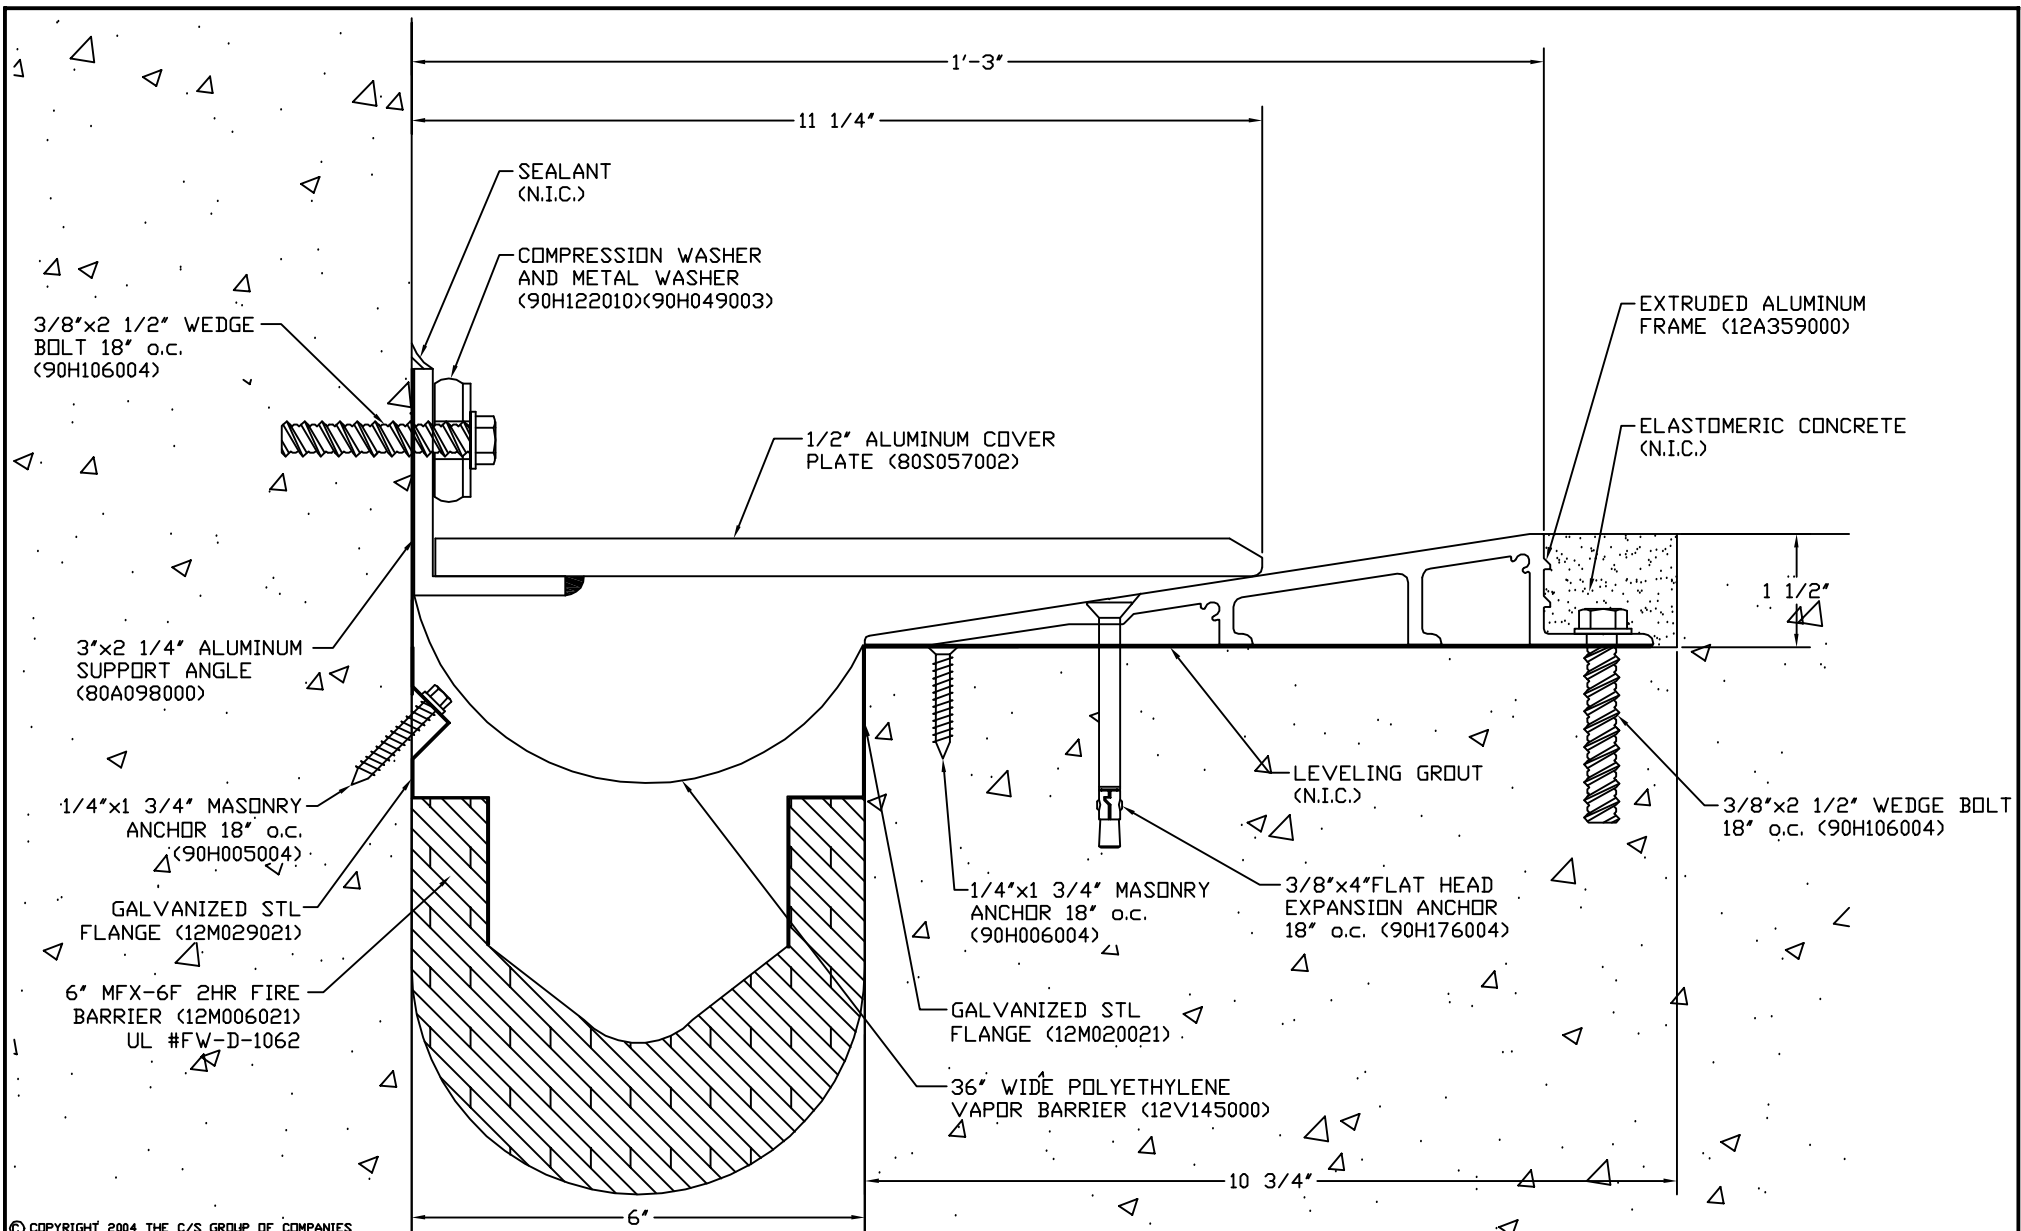 1'-3"
11 1/4"
SEALANT
(N.I.C.)
COMPRESSION WASHER
AND METAL WASHER
(90H122010)(90H049003)
3/8"x2 1/2" WEDGE
BOLT 18" o.c.
(90H106004)
EXTRUDED ALUMINUM
FRAME (12A359000)
ELASTOMERIC CONCRETE
(N.I.C.)
1/2" ALUMINUM COVER
PLATE (80S057002)
1 1/2"
3"x2 1/4" ALUMINUM
SUPPORT ANGLE
(80A098000)
LEVELING GROUT
(N.I.C.)
1/4"x1 3/4" MASONRY
ANCHOR 18" o.c.
(90H005004)
3/8"x2 1/2" WEDGE BOLT
18" o.c. (90H106004)
1/4"x1 3/4" MASONRY
ANCHOR 18" o.c.
(90H006004)
3/8"x4"FLAT HEAD
EXPANSION ANCHOR
18" o.c. (90H176004)
GALVANIZED STL
FLANGE (12M029021)
6" MFX-6F 2HR FIRE
BARRIER (12M006021)
UL #FW-D-1062
GALVANIZED STL
FLANGE (12M020021)
36" WIDE POLYETHYLENE
VAPOR BARRIER (12V145000)
10 3/4"
6"
© COPYRIGHT 2004 THE C/S GROUP OF COMPANIES